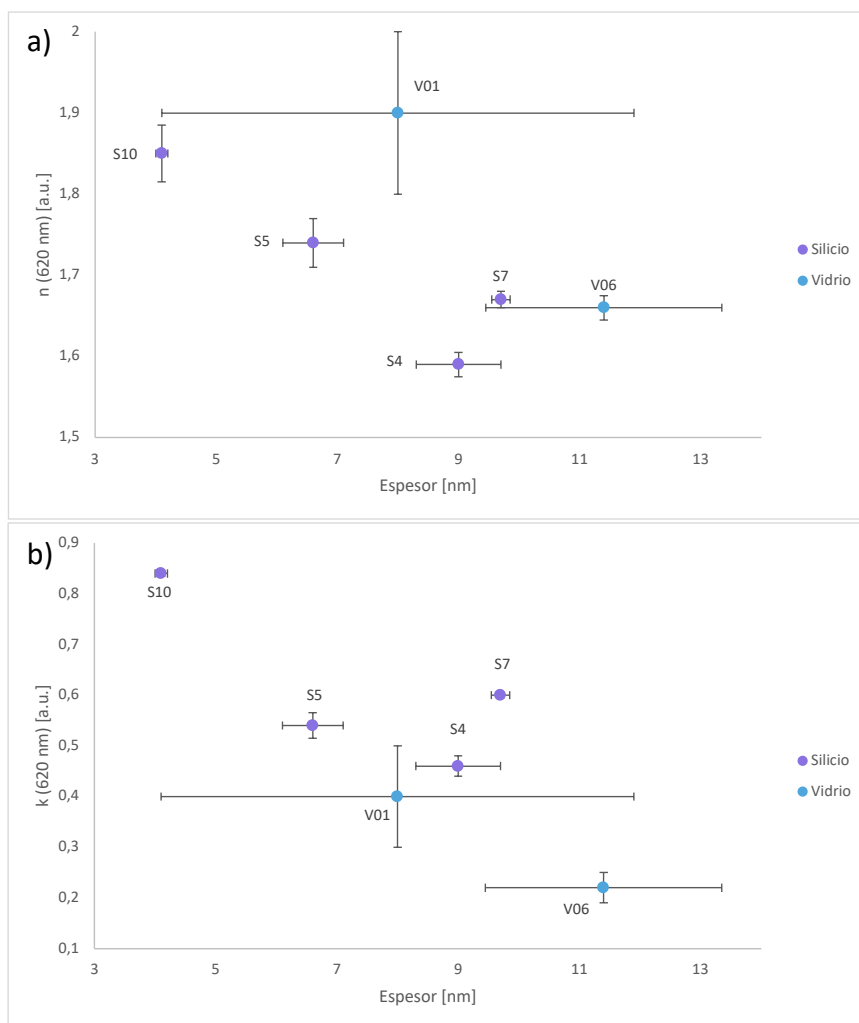 a)
2
1,9
1,8
1,7
1,6
1,5
n (620 nm) [a.u.]
V01
S10
S5
S7
V06
S4
Silicio
Vidrio
3 5 7 9 11 13
Espesor [nm]
b)
0,9
0,8
0,7
0,6
0,5
0,4
0,3
0,2
0,1
k (620 nm) [a.u.]
S10
S7
S5
S4
V01
V06
Silicio
Vidrio
3 5 7 9 11 13
Espesor [nm]